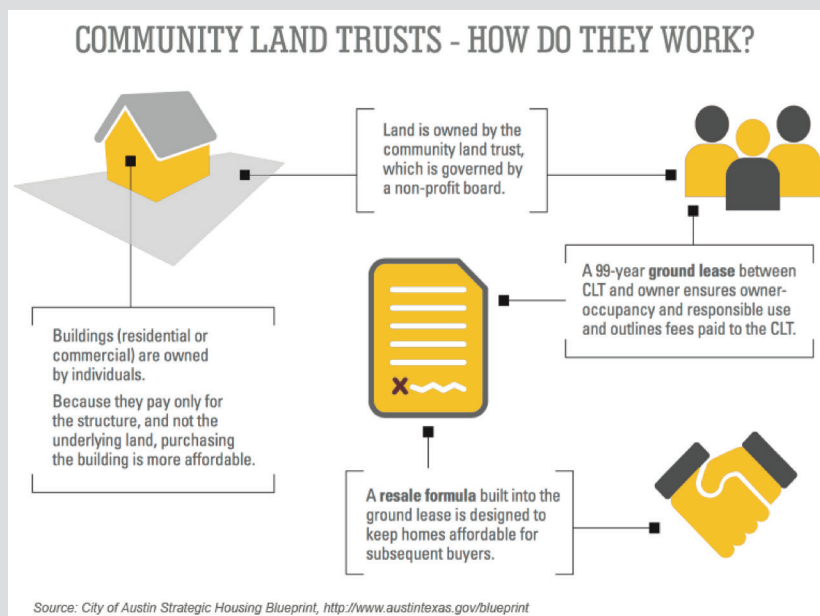 COMMUNITY LAND TRUSTS - HOW DO THEY WORK?
Land is owned by the
community land trust,
which is governed by
a non-profit board.
A 99-year ground lease between
CLT and owner ensures owner-
occupancy and responsible use
and outlines fees paid to the CLT.
Buildings (residential or
commercial) are owned
by individuals.
Because they pay only for
the structure, and not the
underlying land, purchasing
the building is more affordable.
A resale formula built into the
ground lease is designed to
keep homes affordable for
subsequent buyers.
Source: City of Austin Strategic Housing Blueprint, http://www.austintexas.gov/blueprint